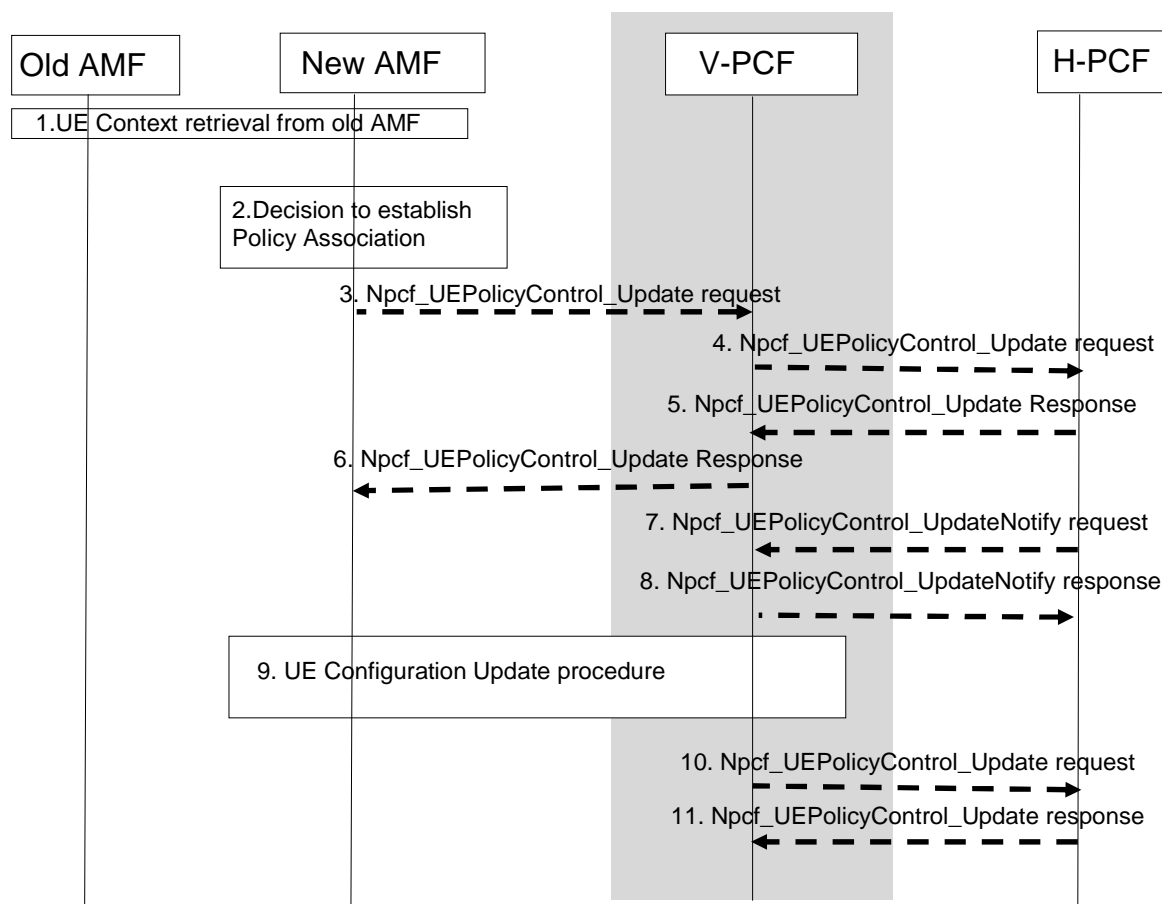 Old AMF
New AMF
V-PCF
H-PCF
1.UE Context retrieval from old AMF
2.Decision to establish
Policy Association
3. Npcf_UEPolicyControl_Update request
4. Npcf_UEPolicyControl_Update request
5. Npcf_UEPolicyControl_Update Response
6. Npcf_UEPolicyControl_Update Response
7. Npcf_UEPolicyControl_UpdateNotify request
8. Npcf_UEPolicyControl_UpdateNotify response
9. UE Configuration Update procedure
10. Npcf_UEPolicyControl_Update request
11. Npcf_UEPolicyControl_Update response